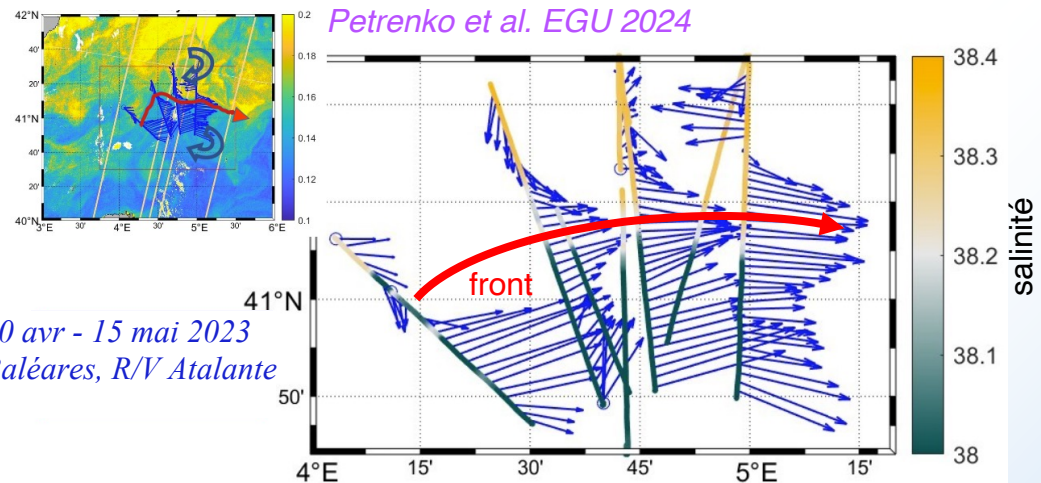 Petrenko et al. EGU 2024
42°N
40'
20'
41°N
40'
20'
40°N
3°E
30'
4°E
30'
5°E
30'
6°E
0.2
0.18
0.16
0.14
0.12
0.1
front
41°N
50'
4°E
15'
30'
45'
5°E
15'
38.4
38.3
38.2
38.1
38
salinité
0 avr - 15 mai 2023
aléares, R/V Atalante